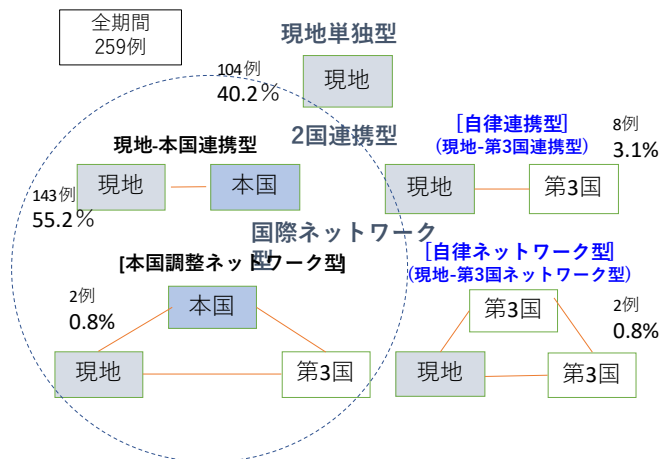 全期間
259例
現地単独型
104例
40.2％
現地
2国連携型
現地-本国連携型
[自律連携型]
(現地-第3国連携型)
8例
3.1%
143例
55.2％
現地
本国
現地
第3国
国際ネットワーク
型
[本国調整ネットワーク型]
[自律ネットワーク型]
(現地-第3国ネットワーク型)
2例
0.8%
本国
現地
第3国
2例
0.8%
第3国
現地
第3国